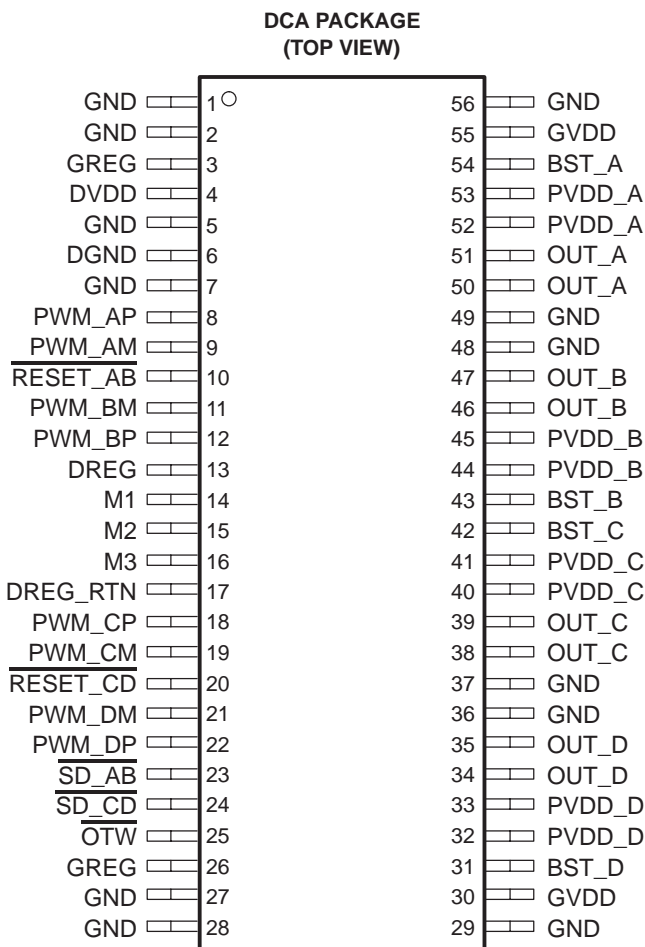 DCA PACKAGE
(TOP VIEW)
GND 1 56 GND
GND 2 55 GVDD
GREG 3 54 BST_A
DVDD 4 53 PVDD_A
GND 5 52 PVDD_A
DGND 6 51 OUT_A
GND 7 50 OUT_A
PWM_AP 8 49 GND
PWM_AM 9 48 GND
RESET_AB 10 47 OUT_B
PWM_BM 11 46 OUT_B
PWM_BP 12 45 PVDD_B
DREG 13 44 PVDD_B
M1 14 43 BST_B
M2 15 42 BST_C
M3 16 41 PVDD_C
DREG_RTN 17 40 PVDD_C
PWM_CP 18 39 OUT_C
PWM_CM 19 38 OUT_C
RESET_CD 20 37 GND
PWM_DM 21 36 GND
PWM_DP 22 35 OUT_D
SD_AB 23 34 OUT_D
SD_CD 24 33 PVDD_D
OTW 25 32 PVDD_D
GREG 26 31 BST_D
GND 27 30 GVDD
GND 28 29 GND